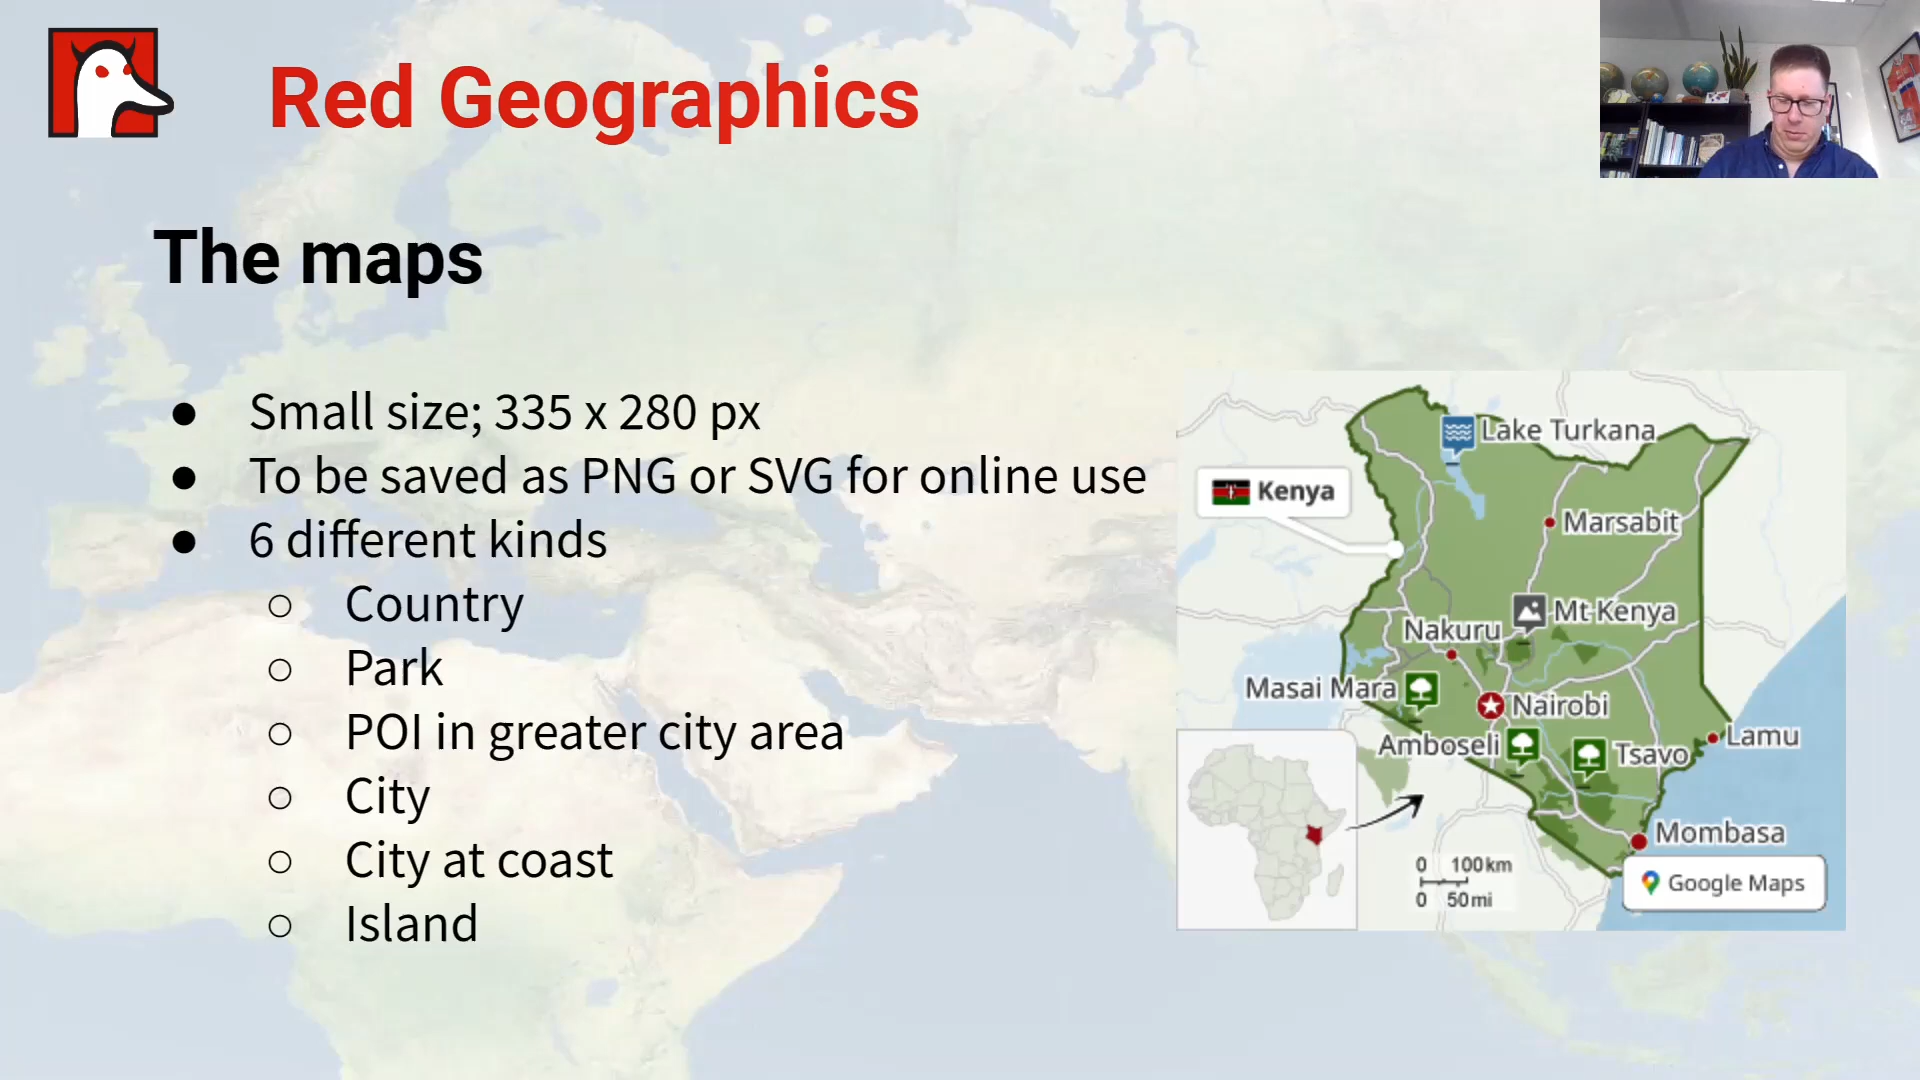 Red Geographics
The maps
● Small size; 335 x 280 px
● To be saved as PNG or SVG for online use
● 6 different kinds
○ Country
○ Park
○ POI in greater city area
○ City
○ City at coast
○ Island
Lake Turkana
Kenya
Marsabit
Mt Kenya
Nakuru
Masai Mara
Nairobi
Amboseli
Tsavo
Lamu
Mombasa
0 100 km
0 50 mi
Google Maps